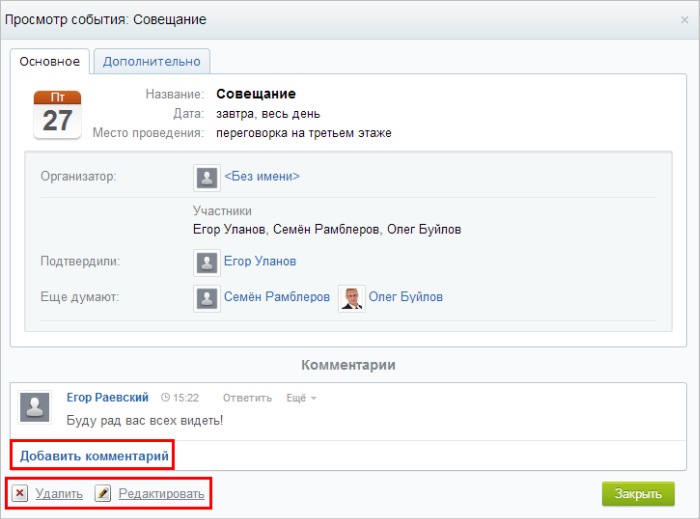 Просмотр события: Совещание
Основное Дополнительно
Пт
27
Название: Совещание
Дата: завтра, весь день
Место проведения: переговорка на третьем этаже
Организатор: <Без имени>
Участники
Егор Уланов, Семён Рамблеров, Олег Буйлов
Подтвердили: Егор Уланов
Еще думают: Семён Рамблеров Олег Буйлов
Комментарии
Егор Раевский 15:22 Ответить Ещё
Буду рад вас всех видеть!
Добавить комментарий
Удалить Редактировать Закрыть